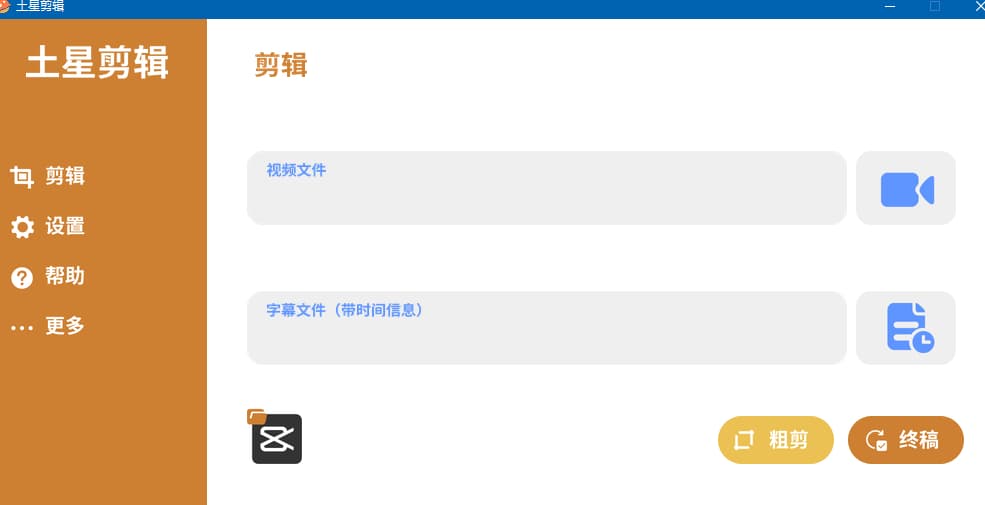 土星剪辑
土星剪辑
剪辑
设置
帮助
更多
剪辑
视频文件
字幕文件（带时间信息）
粗剪
终稿